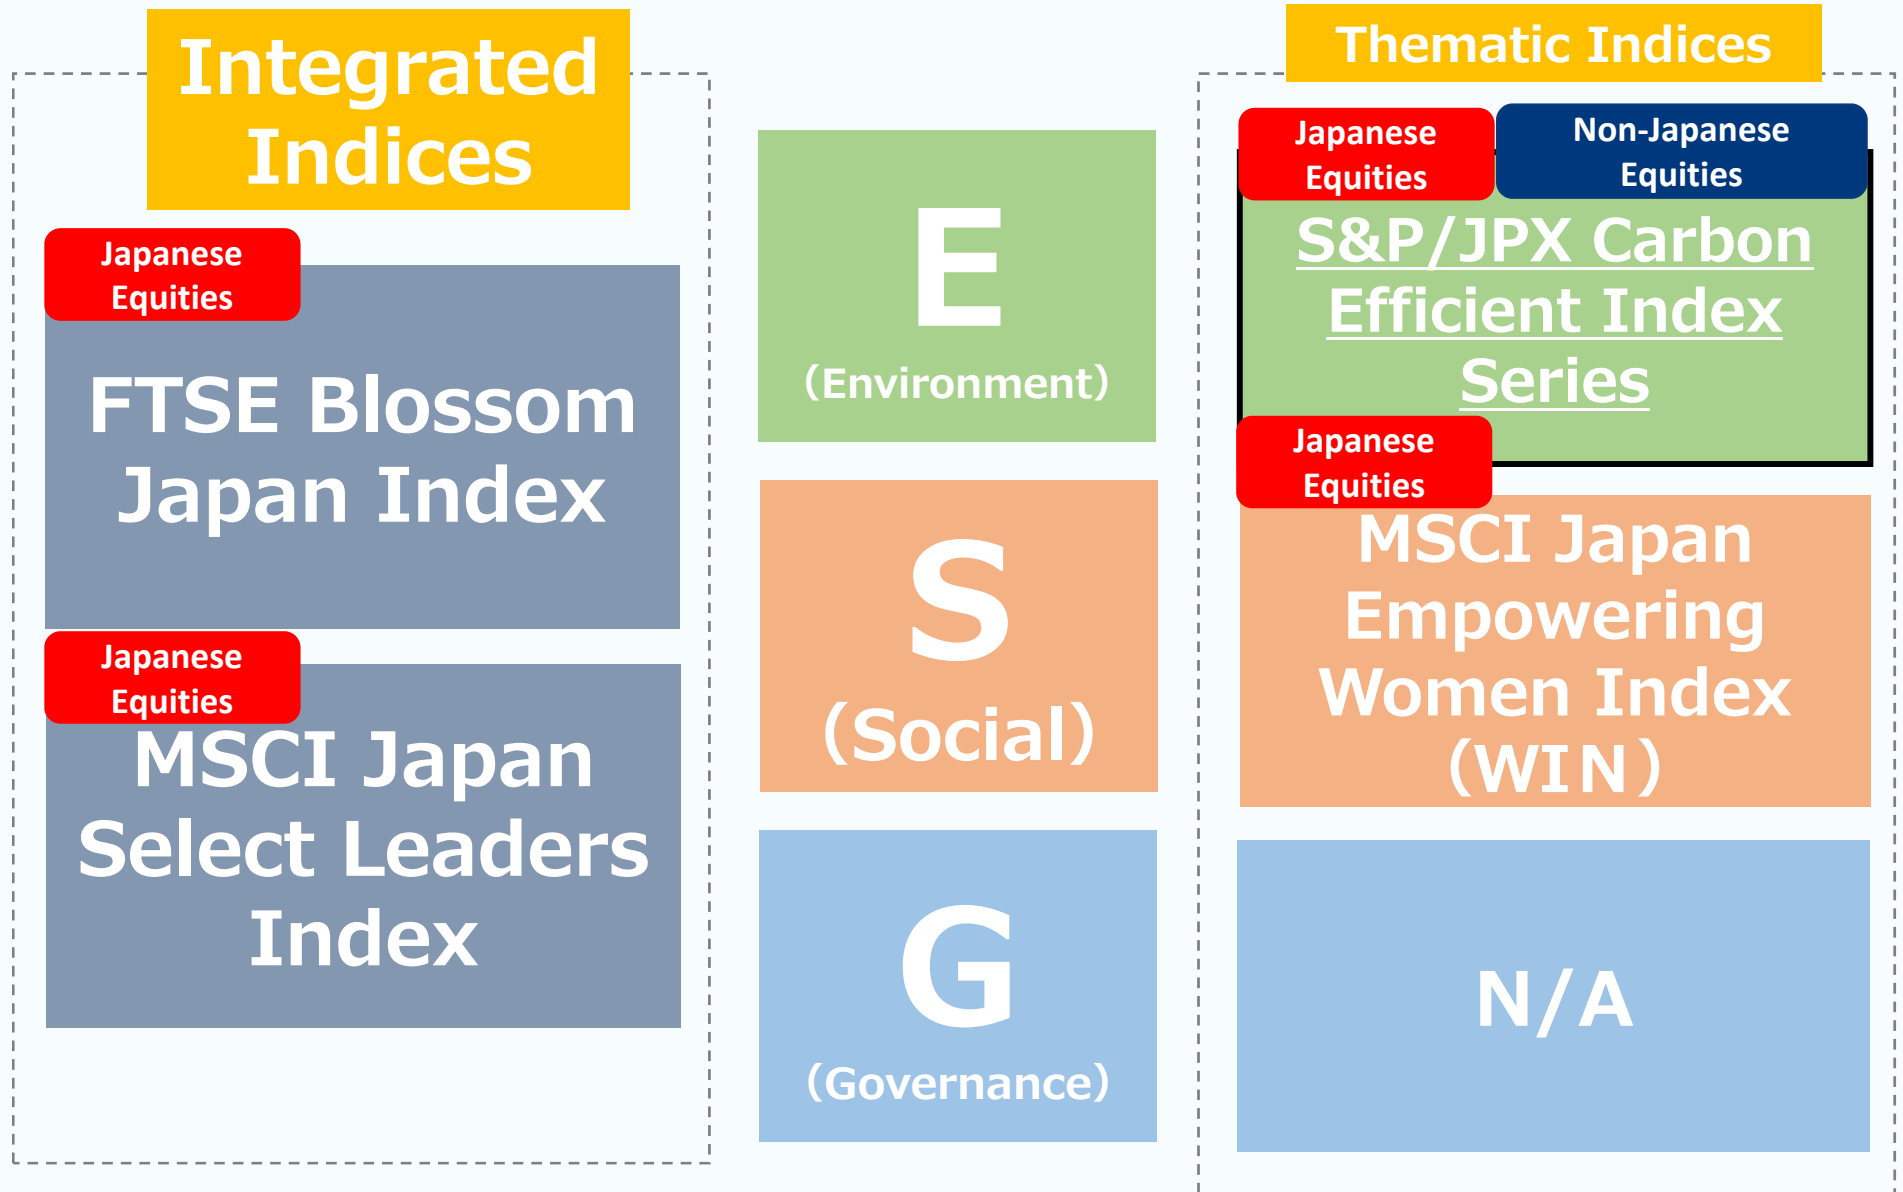 Integrated
Indices
Japanese
Equities
FTSE Blossom
Japan Index
Japanese
Equities
MSCI Japan
Select Leaders
Index
E
(Environment)
S
(Social)
G
(Governance)
Thematic Indices
Japanese
Equities
Non-Japanese
Equities
S&P/JPX Carbon
Efficient Index
Series
Japanese
Equities
MSCI Japan
Empowering
Women Index
(WIN)
N/A